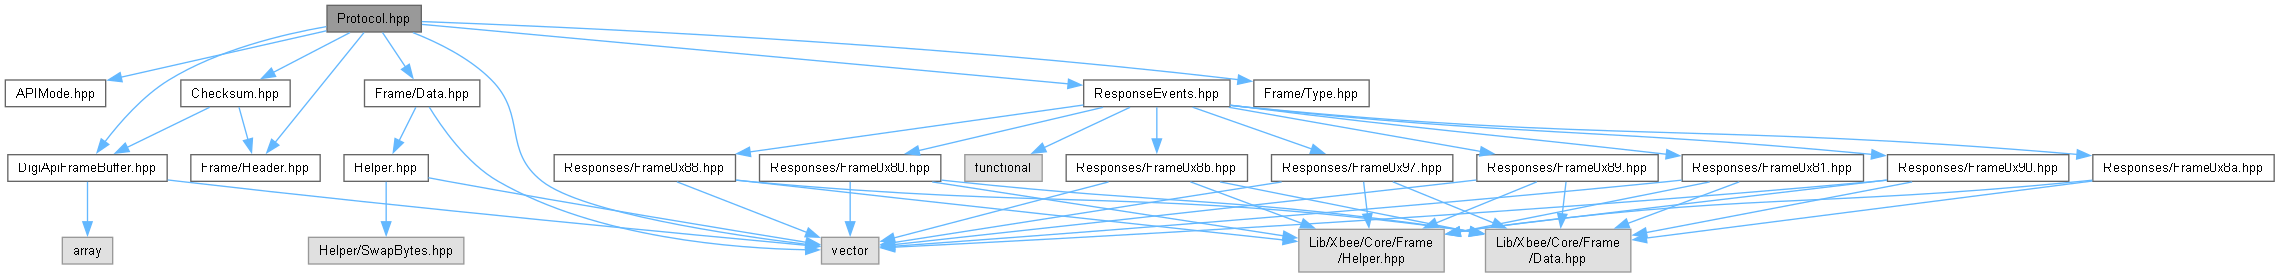 Protocol.hpp
APIMode.hpp
Checksum.hpp
Frame/Data.hpp
ResponseEvents.hpp
Frame/Type.hpp
DigiApiFrameBuffer.hpp
Frame/Header.hpp
Helper.hpp
Responses/Frame0x88.hpp
Responses/Frame0x80.hpp
functional
Responses/Frame0x8b.hpp
Responses/Frame0x97.hpp
Responses/Frame0x89.hpp
Responses/Frame0x81.hpp
Responses/Frame0x90.hpp
Responses/Frame0x8a.hpp
array
Helper/SwapBytes.hpp
vector
Lib/Xbee/Core/Frame
/Helper.hpp
Lib/Xbee/Core/Frame
/Data.hpp